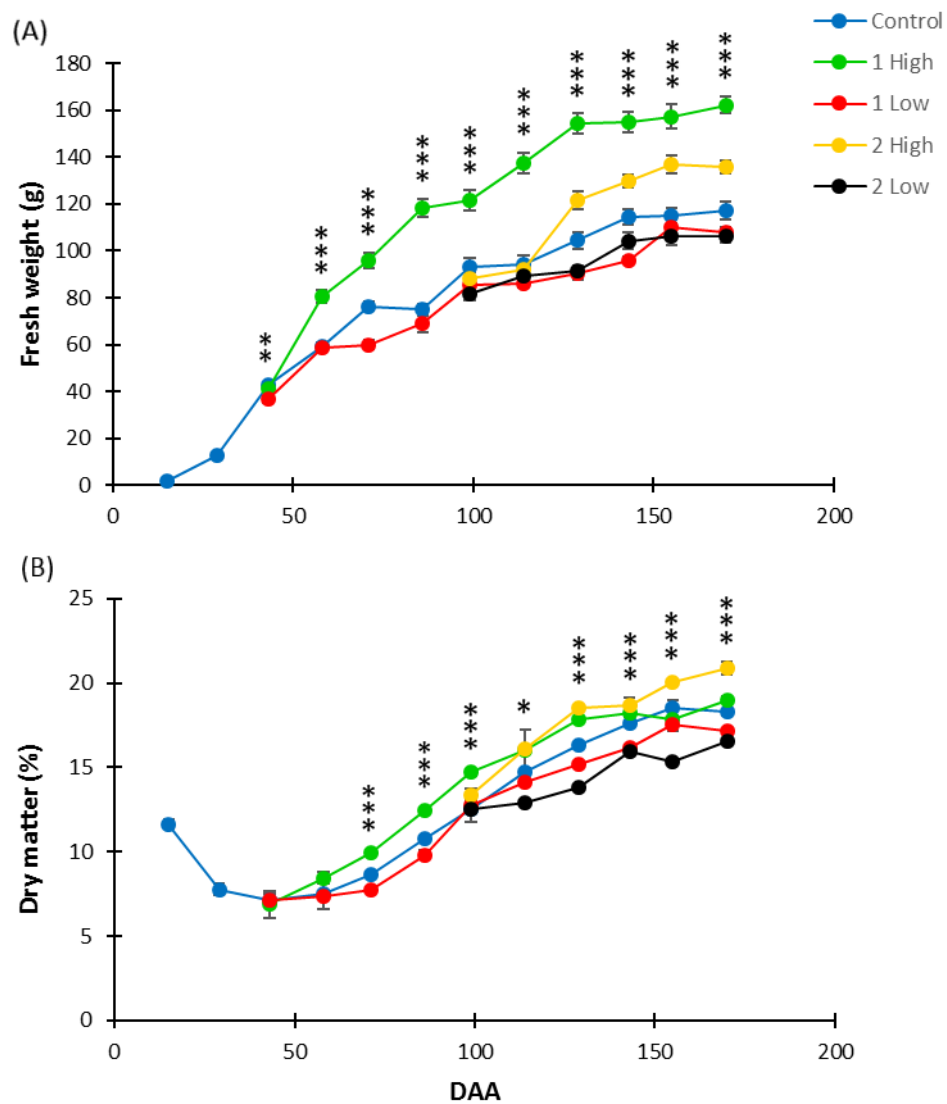 (A)
Control
1 High
1 Low
2 High
2 Low
Fresh weight (g)
180
160
140
120
100
80
60
40
20
0
** *** *** *** *** *** *** *** *** ***
0 50 100 150 200
(B)
Dry matter (%)
25
20
15
10
5
0
*** *** *** * *** *** *** ***
0 50 100 150 200
DAA